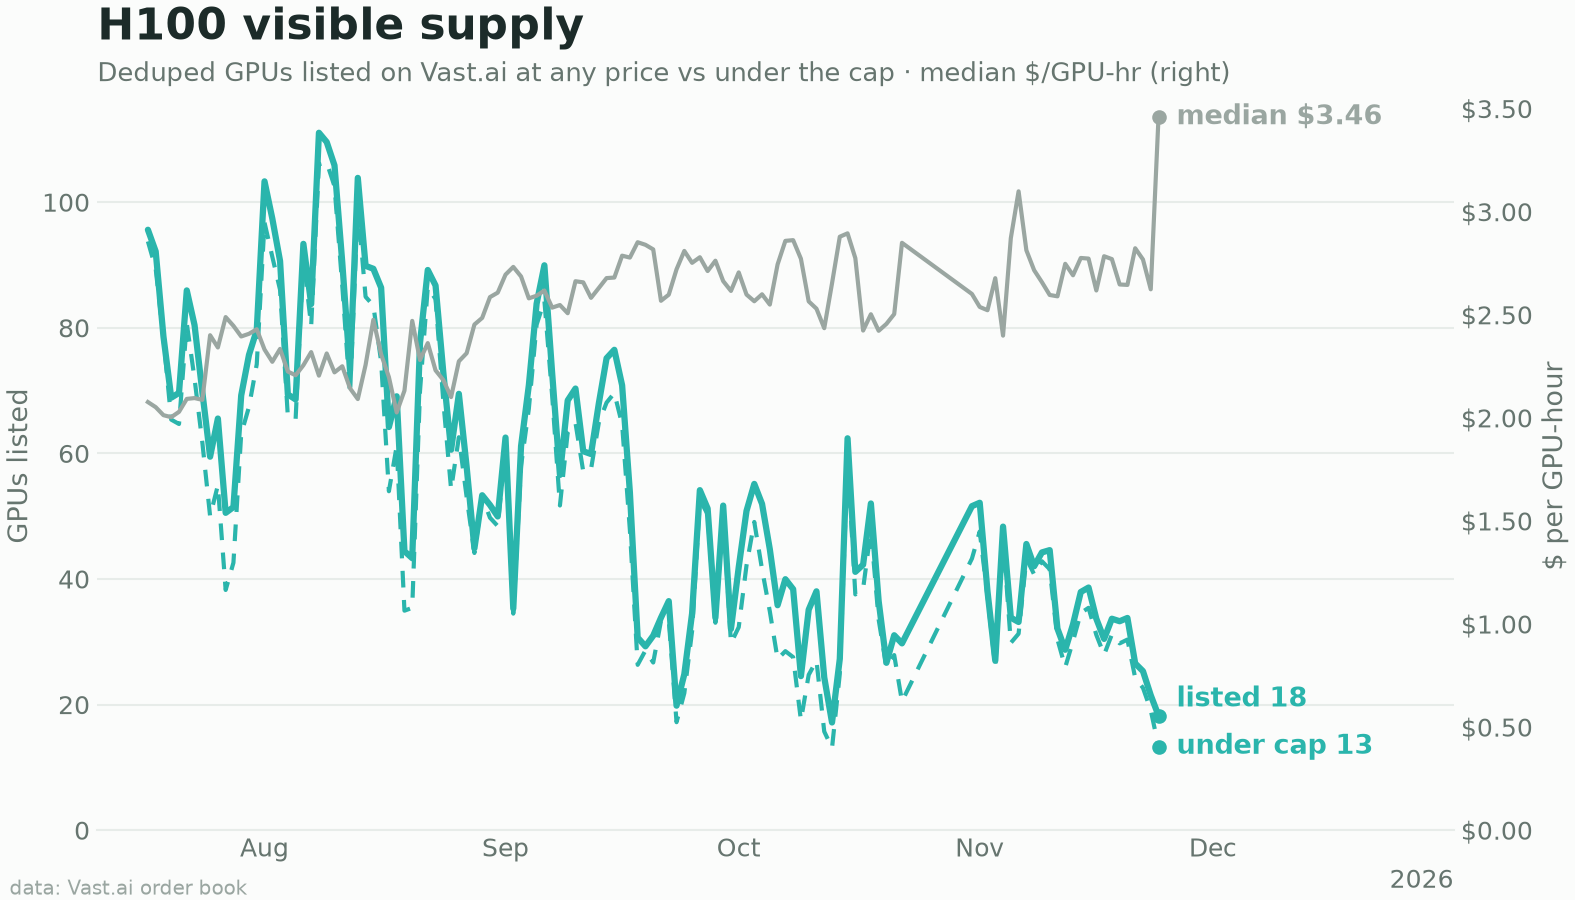 H100 visible supply
Deduped GPUs listed on Vast.ai at any price vs under the cap · median $/GPU-hr (right)
median $3.46
listed 18
under cap 13
GPUs listed
100
80
60
40
20
0
$3.50
$3.00
$2.50
$2.00
$1.50
$1.00
$0.50
$0.00
$ per GPU-hour
Aug Sep Oct Nov Dec
2026
data: Vast.ai order book